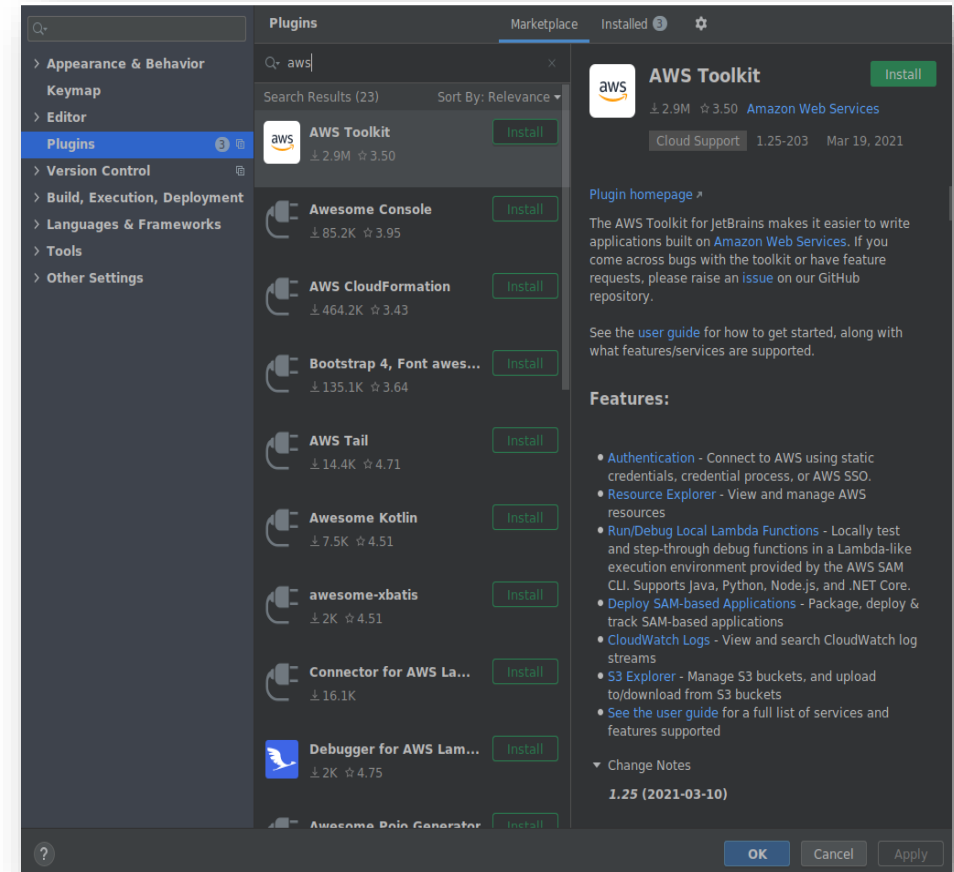 Plugins
Marketplace
Installed 3
Appearance & Behavior
Keymap
Editor
Plugins 3
Version Control
Build, Execution, Deployment
Languages & Frameworks
Tools
Other Settings
aws
Search Results (23)
Sort By: Relevance
aws
AWS Toolkit
Install
2.9M 3.50
Awesome Console
Install
85.2K 3.95
AWS CloudFormation
Install
464.2K 3.43
Bootstrap 4, Font awes...
Install
135.1K 3.64
AWS Tail
Install
14.4K 4.71
Awesome Kotlin
Install
7.5K 4.51
awesome-xbatis
Install
2K 4.51
Connector for AWS La...
Install
16.1K
Debugger for AWS Lam...
Install
2K 4.75
Awesome Pojo Generator
Install
aws
AWS Toolkit
Install
2.9M 3.50 Amazon Web Services
Cloud Support 1.25-203 Mar 19, 2021
Plugin homepage
The AWS Toolkit for JetBrains makes it easier to write
applications built on Amazon Web Services. If you
come across bugs with the toolkit or have feature
requests, please raise an issue on our GitHub
repository.
See the user guide for how to get started, along with
what features/services are supported.
Features:
Authentication - Connect to AWS using static
credentials, credential process, or AWS SSO.
Resource Explorer - View and manage AWS
resources
Run/Debug Local Lambda Functions - Locally test
and step-through debug functions in a Lambda-like
execution environment provided by the AWS SAM
CLI. Supports Java, Python, Node.js, and .NET Core.
Deploy SAM-based Applications - Package, deploy &
track SAM-based applications
CloudWatch Logs - View and search CloudWatch log
streams
S3 Explorer - Manage S3 buckets, and upload
to/download from S3 buckets
See the user guide for a full list of services and
features supported
Change Notes
1.25 (2021-03-10)
?
OK
Cancel
Apply